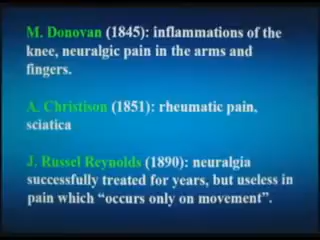 M. Donovan (1845): inflammations of the
knee, neuralgic pain in the arms and
fingers.
A. Christison (1851): rheumatic pain,
sciatica
J. Russel Reynolds (1890): neuralgia
successfully treated for years, but useless in
pain which “occurs only on movement”.